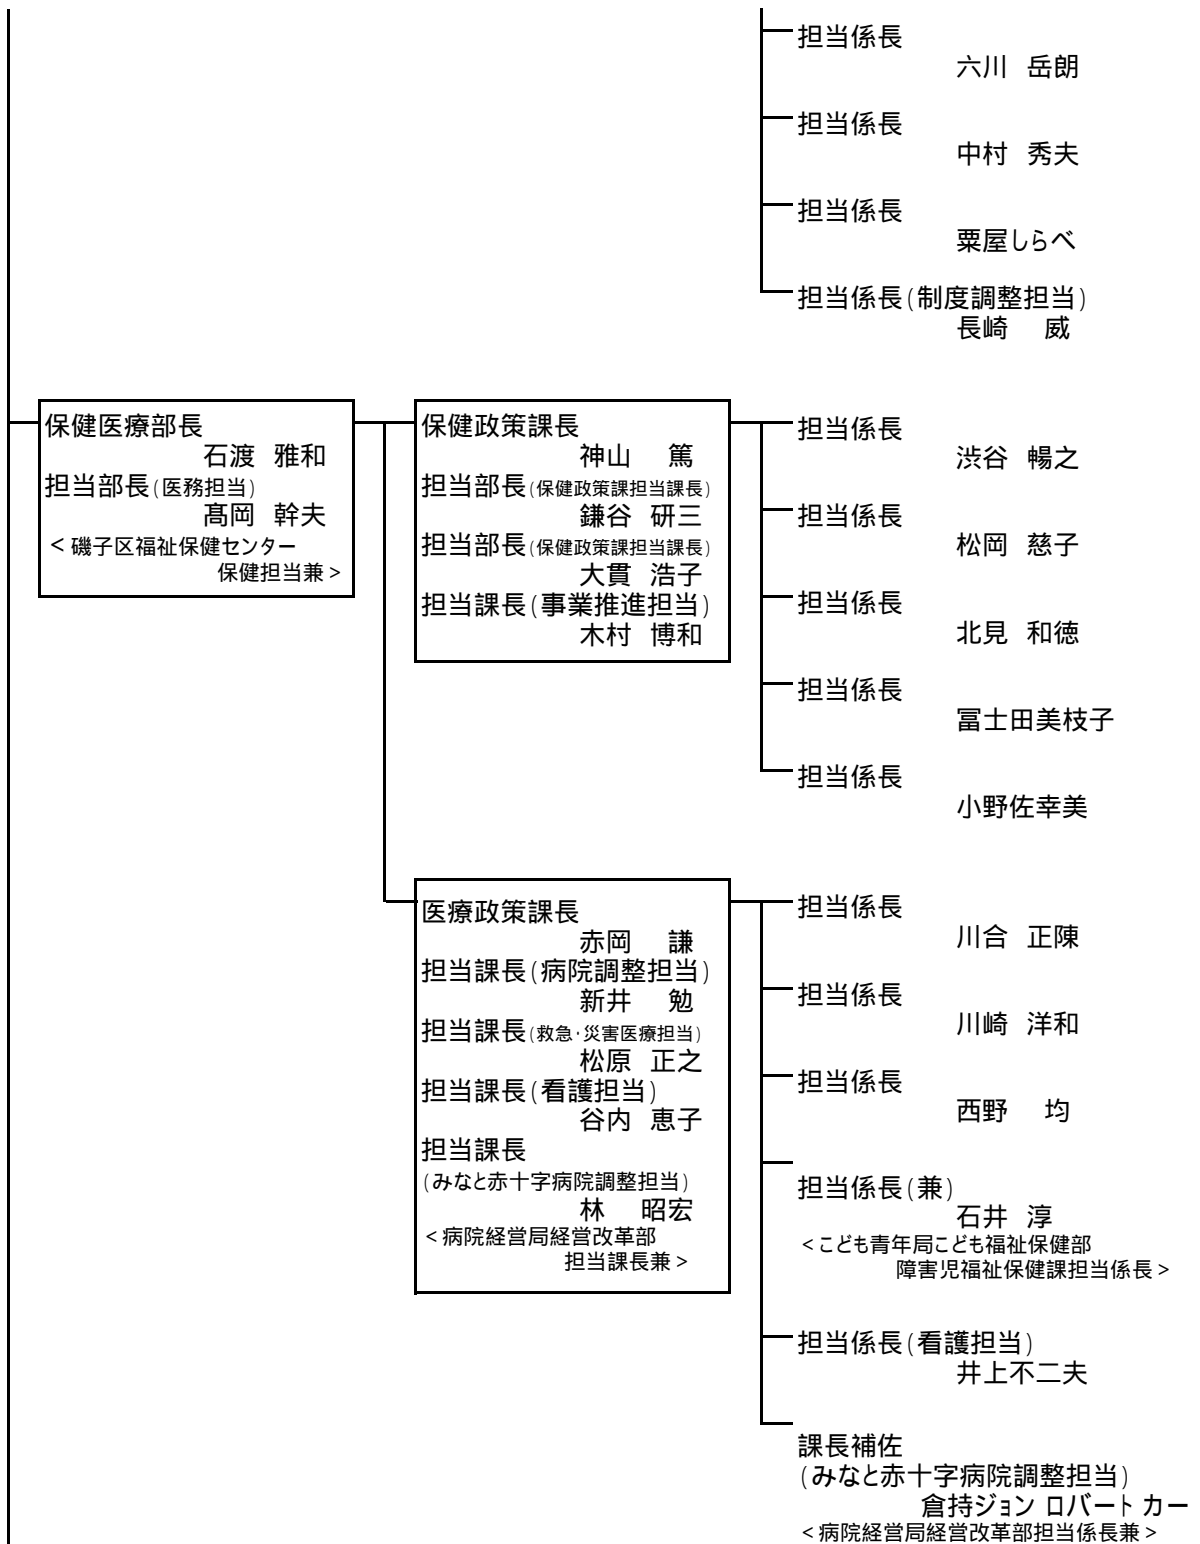 担当係長
六川 岳朗
担当係長
中村 秀夫
担当係長
粟屋しらべ
担当係長(制度調整担当)
長崎 威
保健医療部長
石渡 雅和
担当部長(医務担当)
髙岡 幹夫
<磯子区福祉保健センター
保健担当兼>
保健政策課長
神山 篤
担当部長(保健政策課担当課長)
鎌谷 研三
担当部長(保健政策課担当課長)
大貫 浩子
担当課長(事業推進担当)
木村 博和
担当係長
渋谷 暢之
担当係長
松岡 慈子
担当係長
北見 和徳
担当係長
冨士田美枝子
担当係長
小野佐幸美
医療政策課長
赤岡 謙
担当課長(病院調整担当)
新井 勉
担当課長(救急・災害医療担当)
松原 正之
担当課長(看護担当)
谷内 恵子
担当課長
(みなと赤十字病院調整担当)
林 昭宏
<病院経営局経営改革部
担当課長兼>
担当係長
川合 正陳
担当係長
川崎 洋和
担当係長
西野 均
担当係長(兼)
石井 淳
<こども青年局こども福祉保健部
障害児福祉保健課担当係長>
担当係長(看護担当)
井上不二夫
課長補佐
(みなと赤十字病院調整担当)
倉持ジョン ロバート カー
<病院経営局経営改革部担当係長兼>